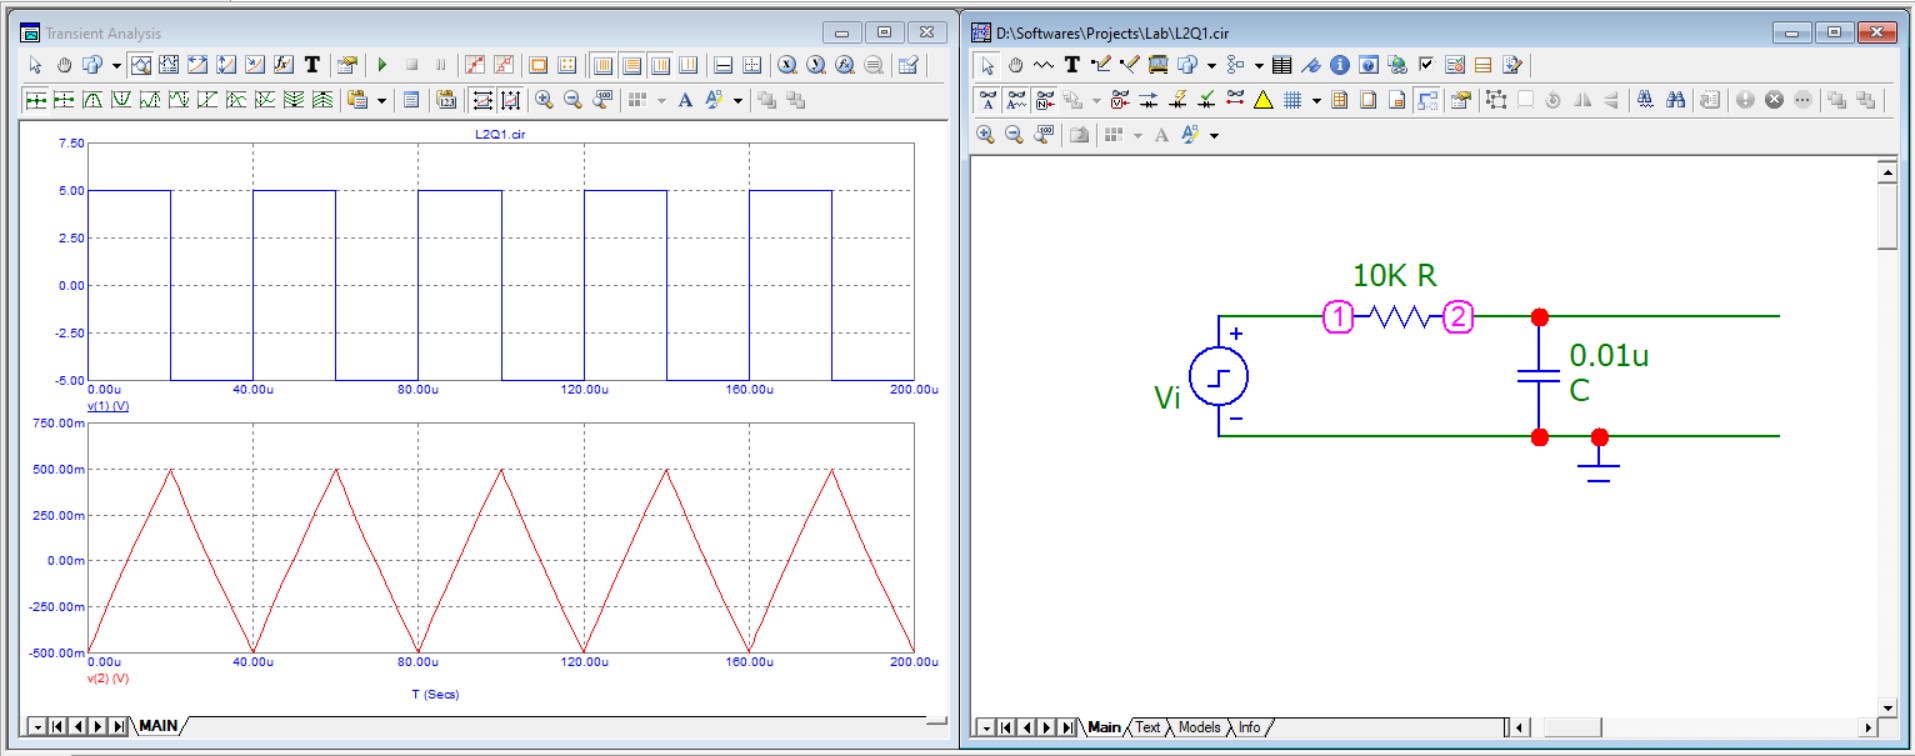 Transient Analysis
L2Q1.cir
7.50
5.00
2.50
0.00
-2.50
-5.00
0.00u 40.00u 80.00u 120.00u 160.00u 200.00u
v(1) (V)
750.00m
500.00m
250.00m
0.00m
-250.00m
-500.00m
0.00u 40.00u 80.00u 120.00u 160.00u 200.00u
v(2) (V)
T (Secs)
MAIN
D:\Softwares\Projects\Lab\L2Q1.cir
10K R
1 2
+
0.01u
C
Vi
-
Main Text Models Info